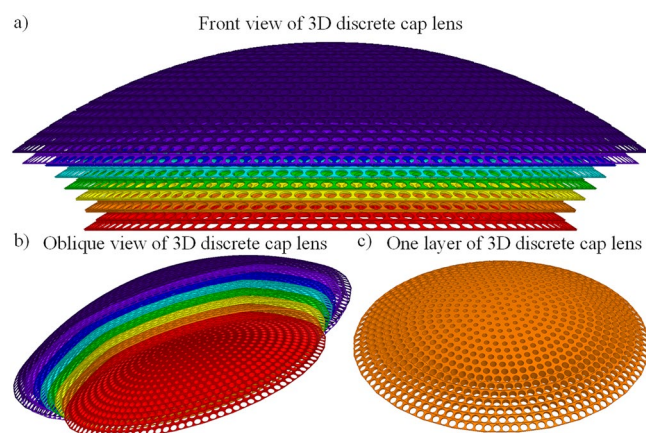 a) Front view of 3D discrete cap lens
b) Oblique view of 3D discrete cap lens
c) One layer of 3D discrete cap lens